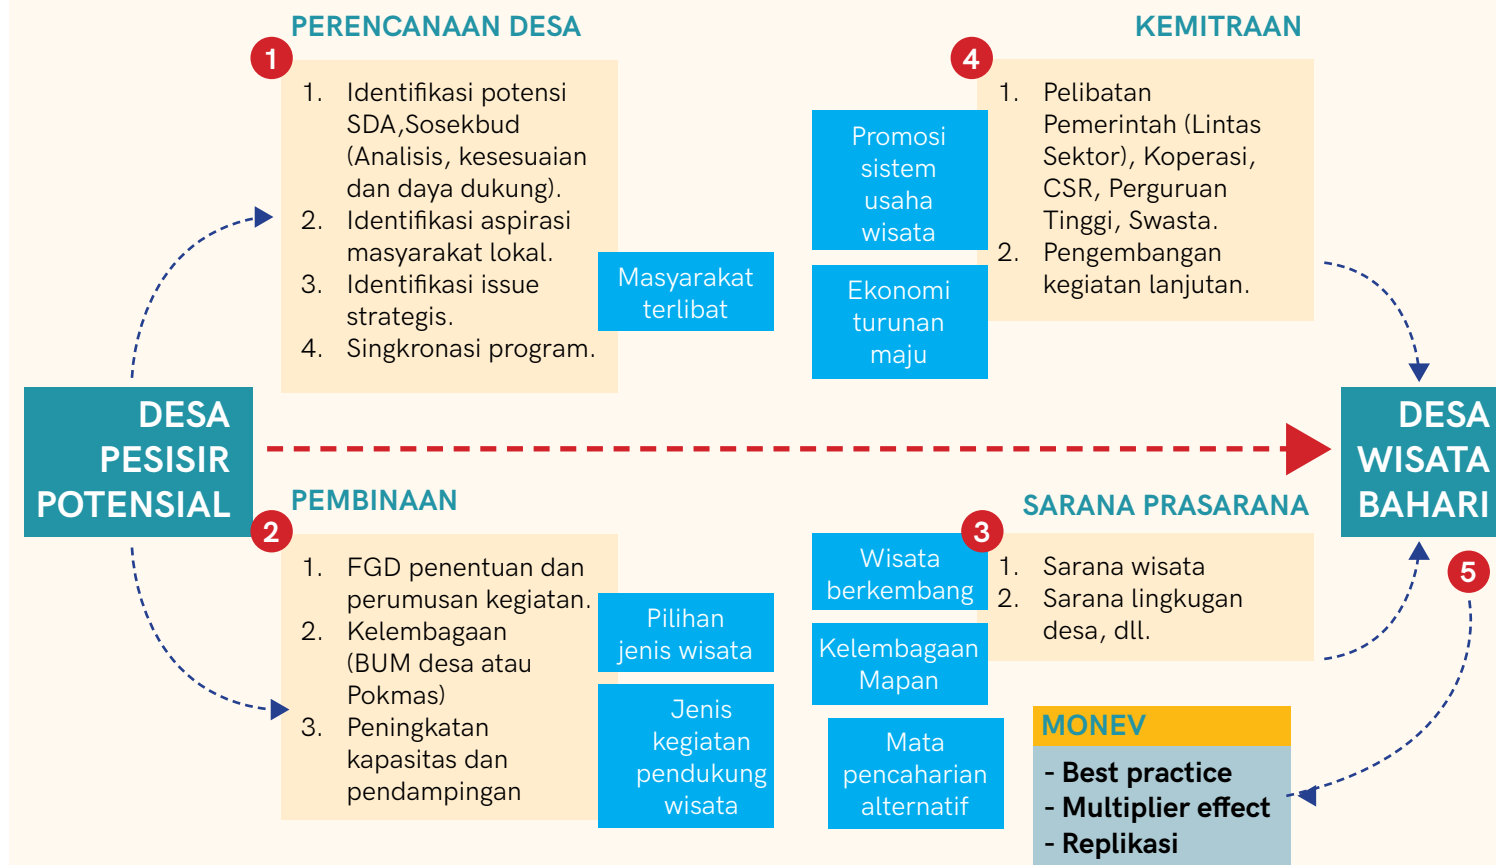 PERENCANAAN DESA
1
1. Identifikasi potensi
SDA,Sosekbud
(Analisis, kesesuaian
dan daya dukung).
2. Identifikasi aspirasi
masyarakat lokal.
3. Identifikasi issue
strategis.
4. Singkronasi program.
Masyarakat
terlibat
KEMITRAAN
4
1. Pelibatan
Pemerintah (Lintas
Sektor), Koperasi,
CSR, Perguruan
Tinggi, Swasta.
2. Pengembangan
kegiatan lanjutan.
Promosi
sistem
usaha
wisata
Ekonomi
turunan
maju
DESA
PESISIR
POTENSIAL
DESA
WISATA
BAHARI
PEMBINAAN
2
1. FGD penentuan dan
perumusan kegiatan.
2. Kelembagaan
(BUM desa atau
Pokmas)
3. Peningkatan
kapasitas dan
pendampingan
Pilihan
jenis wisata
Jenis
kegiatan
pendukung
wisata
SARANA PRASARANA
3
1. Sarana wisata
2. Sarana lingkugan
desa, dll.
Wisata
berkembang
Kelembagaan
Mapan
Mata
pencaharian
alternatif
5
MONEV
- Best practice
- Multiplier effect
- Replikasi